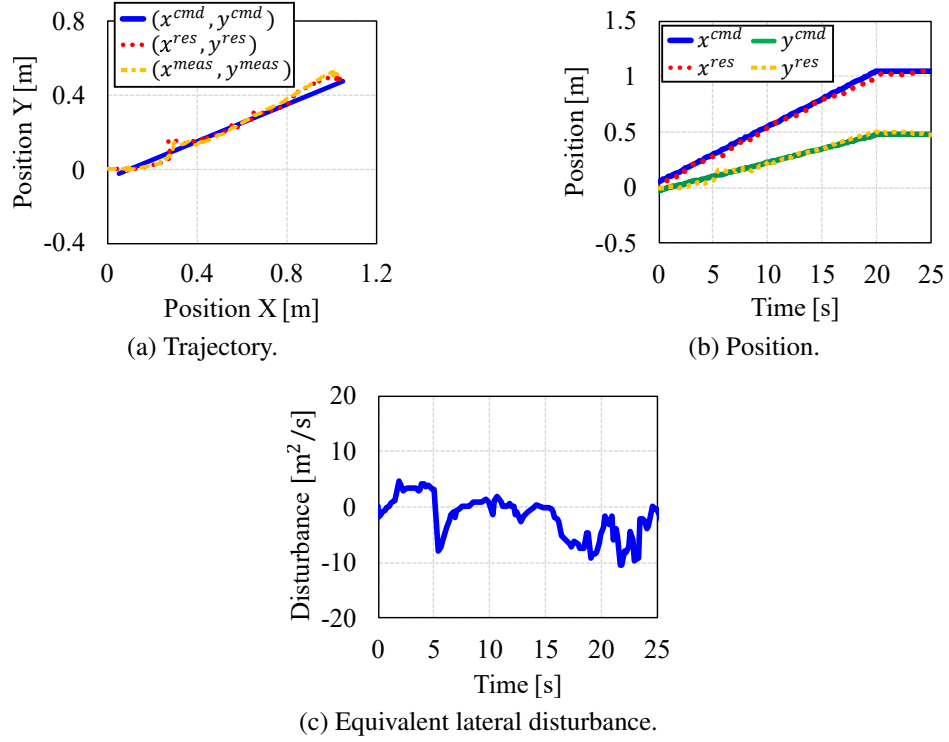 (x^cmd, y^cmd)
(x^res, y^res)
(x^meas, y^meas)
0.8
0.4
0
-0.4
Position Y [m]
0 0.4 0.8 1.2
Position X [m]
(a) Trajectory.
x^cmd y^cmd
x^res y^res
1.5
1
0.5
0
-0.5
Position [m]
0 5 10 15 20 25
Time [s]
(b) Position.
20
10
0
-10
-20
Disturbance [m²/s]
0 5 10 15 20 25
Time [s]
(c) Equivalent lateral disturbance.